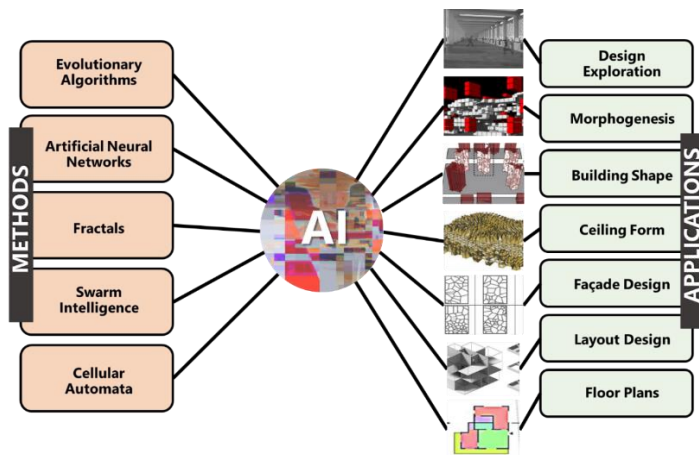 METHODS
Evolutionary
Algorithms
Artificial Neural
Networks
Fractals
Swarm
Intelligence
Cellular
Automata
AI
Design
Exploration
Morphogenesis
Building Shape
Ceiling Form
Façade Design
Layout Design
Floor Plans
APPLICATIONS